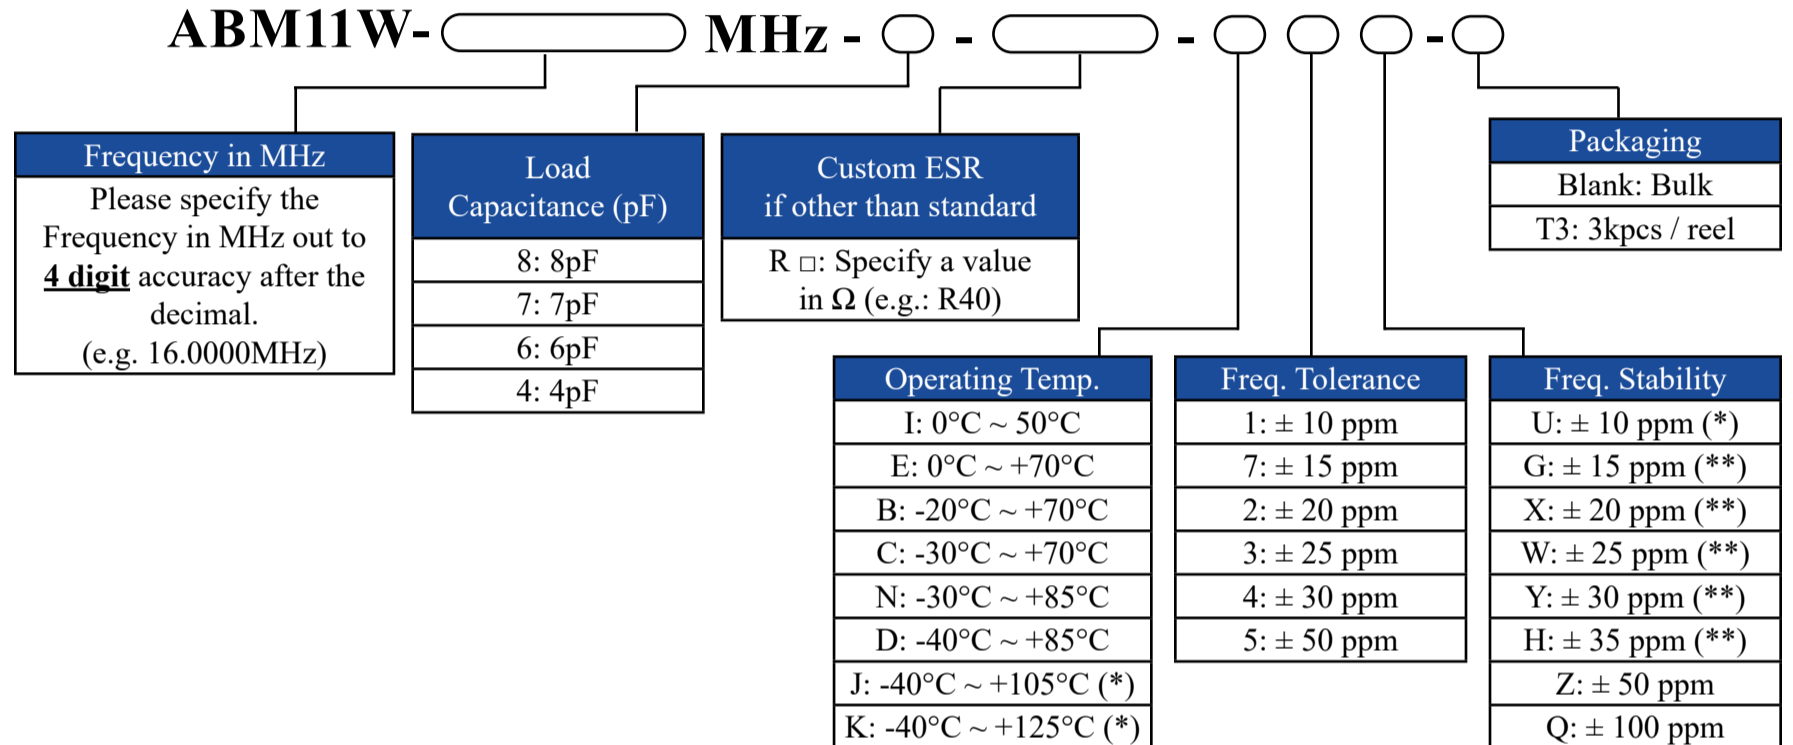 ABM11W- MHz - - - -
Frequency in MHz
Please specify the
Frequency in MHz out to
4 digit accuracy after the
decimal.
(e.g. 16.0000MHz)
Load
Capacitance (pF)
8: 8pF
7: 7pF
6: 6pF
4: 4pF
Custom ESR
if other than standard
R □: Specify a value
in Ω (e.g.: R40)
Packaging
Blank: Bulk
T3: 3kpcs / reel
Operating Temp.
I: 0°C ~ 50°C
E: 0°C ~ +70°C
B: -20°C ~ +70°C
C: -30°C ~ +70°C
N: -30°C ~ +85°C
D: -40°C ~ +85°C
J: -40°C ~ +105°C (*)
K: -40°C ~ +125°C (*)
Freq. Tolerance
1: ± 10 ppm
7: ± 15 ppm
2: ± 20 ppm
3: ± 25 ppm
4: ± 30 ppm
5: ± 50 ppm
Freq. Stability
U: ± 10 ppm (*)
G: ± 15 ppm (**)
X: ± 20 ppm (**)
W: ± 25 ppm (**)
Y: ± 30 ppm (**)
H: ± 35 ppm (**)
Z: ± 50 ppm
Q: ± 100 ppm